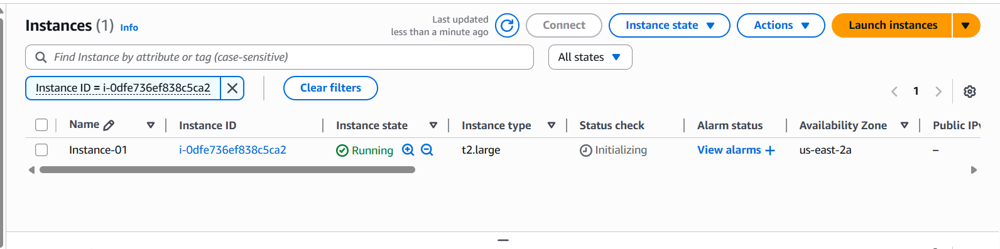 Instances (1) Info
Last updated
less than a minute ago
Connect
Instance state
Actions
Launch instances
Find Instance by attribute or tag (case-sensitive)
All states
Instance ID = i-0dfe736ef838c5ca2
Clear filters
1
Name Instance ID Instance state Instance type Status check Alarm status Availability Zone Public IPv
Instance-01 i-0dfe736ef838c5ca2 Running t2.large Initializing View alarms + us-east-2a –